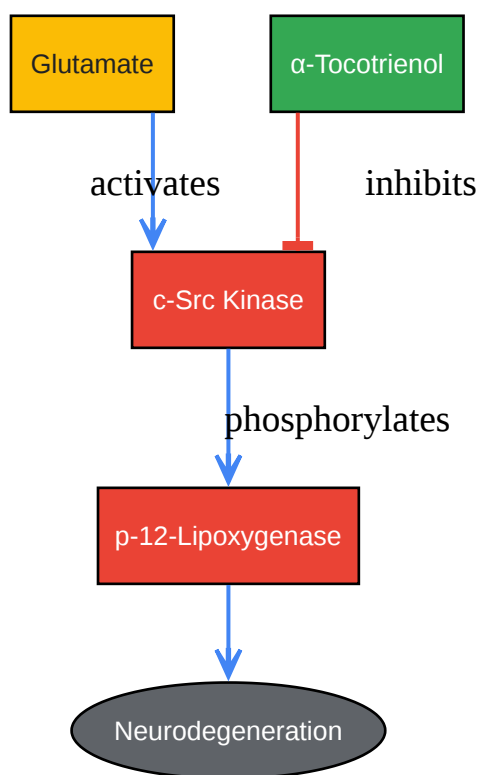 Glutamate
α-Tocotrienol
activates
inhibits
c-Src Kinase
phosphorylates
p-12-Lipoxygenase
Neurodegeneration